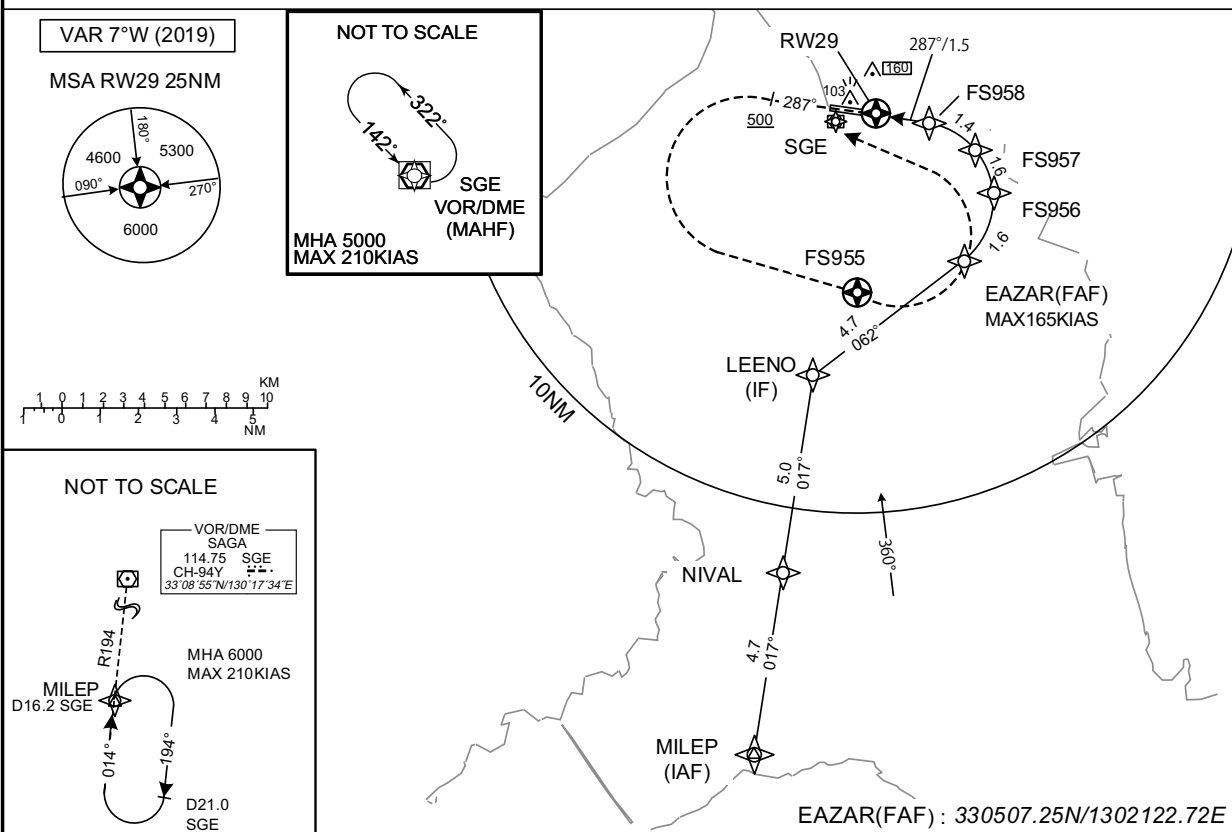 VAR 7°W (2019)
MSA RW29 25NM
180°
4600
5300
090°
270°
6000
NOT TO SCALE
322°
142°
SGE
VOR/DME
(MAHF)
MHA 5000
MAX 210KIAS
RW29
287°/1.5
160
103
287°
500
SGE
FS958
1.4
FS957
1.6
FS956
1.6
FS955
EAZAR(FAF)
MAX165KIAS
4.7
062°
LEENO
(IF)
10NM
5.0
017°
360°
NIVAL
4.7
017°
MILEP
(IAF)
1 0 1 2 3 4 5 6 7 8 9 10 KM
1 0 1 2 3 4 5 NM
NOT TO SCALE
VOR/DME
SAGA
114.75 SGE
CH-94Y
33°08'55"N/130°17'34"E
R194
MHA 6000
MAX 210KIAS
MILEP
D16.2 SGE
014°
194°
D21.0
SGE
EAZAR(FAF) : 330507.25N/1302122.72E